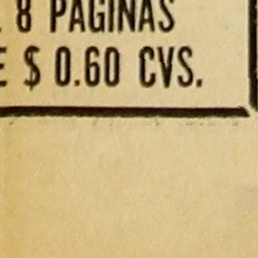 8 PAGINAS
$ 0.60 CVS.